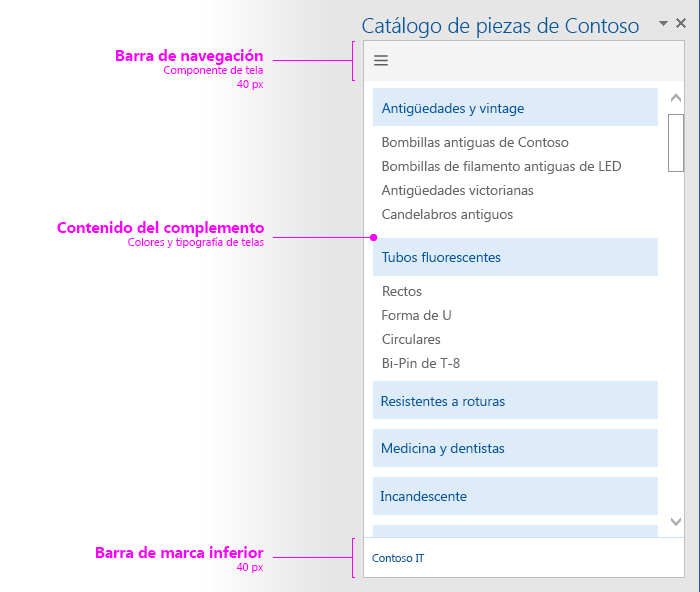 Catálogo de piezas de Contoso
Barra de navegación
Componente de tela
40 px
Antigüedades y vintage
Bombillas antiguas de Contoso
Bombillas de filamento antiguas de LED
Antigüedades victorianas
Candelabros antiguos
Contenido del complemento
Colores y tipografía de telas
Tubos fluorescentes
Rectos
Forma de U
Circulares
Bi-Pin de T-8
Resistentes a roturas
Medicina y dentistas
Incandescente
Barra de marca inferior
40 px
Contoso IT